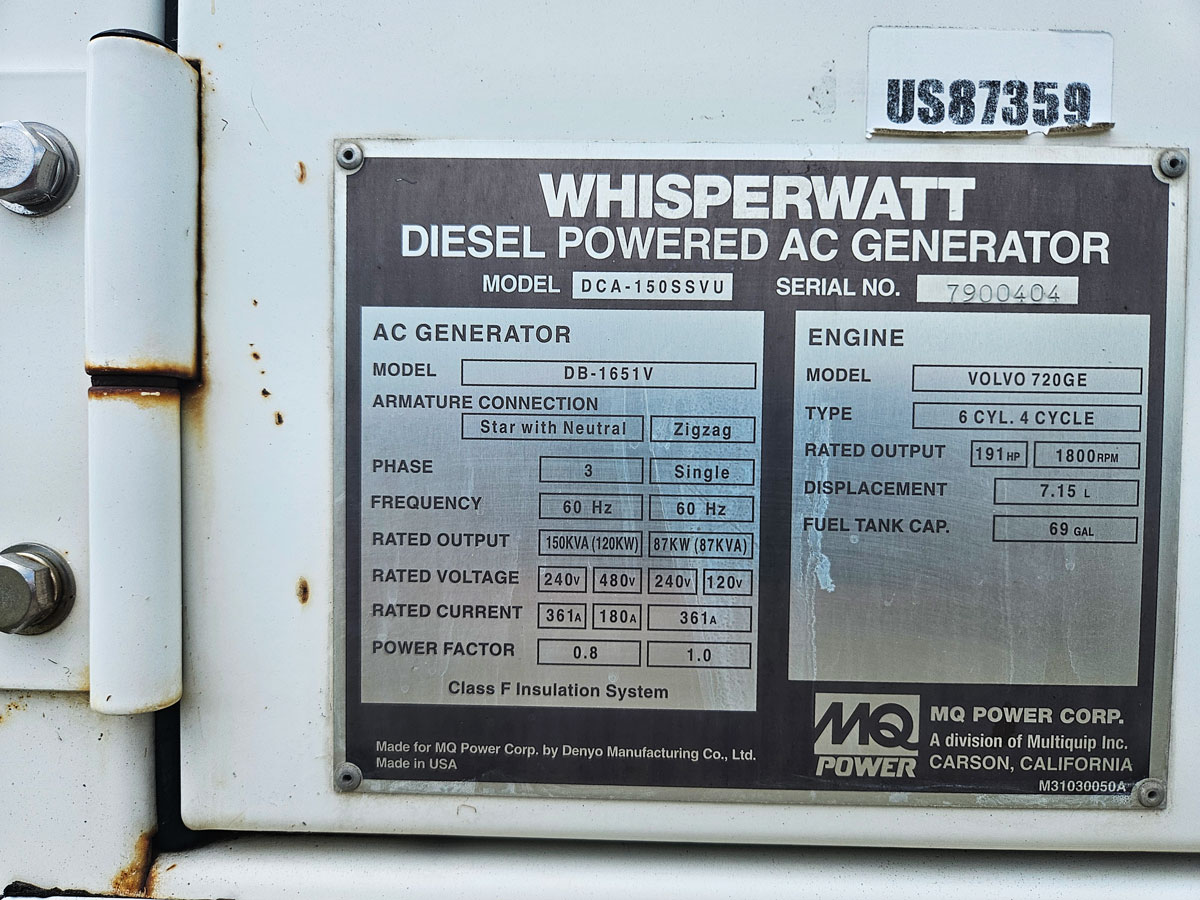 US87359
WHISPERWATT
DIESEL POWERED AC GENERATOR
MODEL DCA-150SSVU SERIAL NO. 7900404
AC GENERATOR
MODEL DB-1651V
ARMATURE CONNECTION
Star with Neutral Zigzag
PHASE 3 Single
FREQUENCY 60 Hz 60 Hz
RATED OUTPUT 150KVA (120KW) 87KW (87KVA)
RATED VOLTAGE 240V 480V 240V 120V
RATED CURRENT 361A 180A 361A
POWER FACTOR 0.8 1.0
Class F Insulation System
ENGINE
MODEL VOLVO 720GE
TYPE 6 CYL. 4 CYCLE
RATED OUTPUT 191HP 1800RPM
DISPLACEMENT 7.15 L
FUEL TANK CAP. 69 GAL
Made for MQ Power Corp. by Denyo Manufacturing Co., Ltd.
Made in USA
MQ
POWER
MQ POWER CORP.
A division of Multiquip Inc.
CARSON, CALIFORNIA
M31030050A